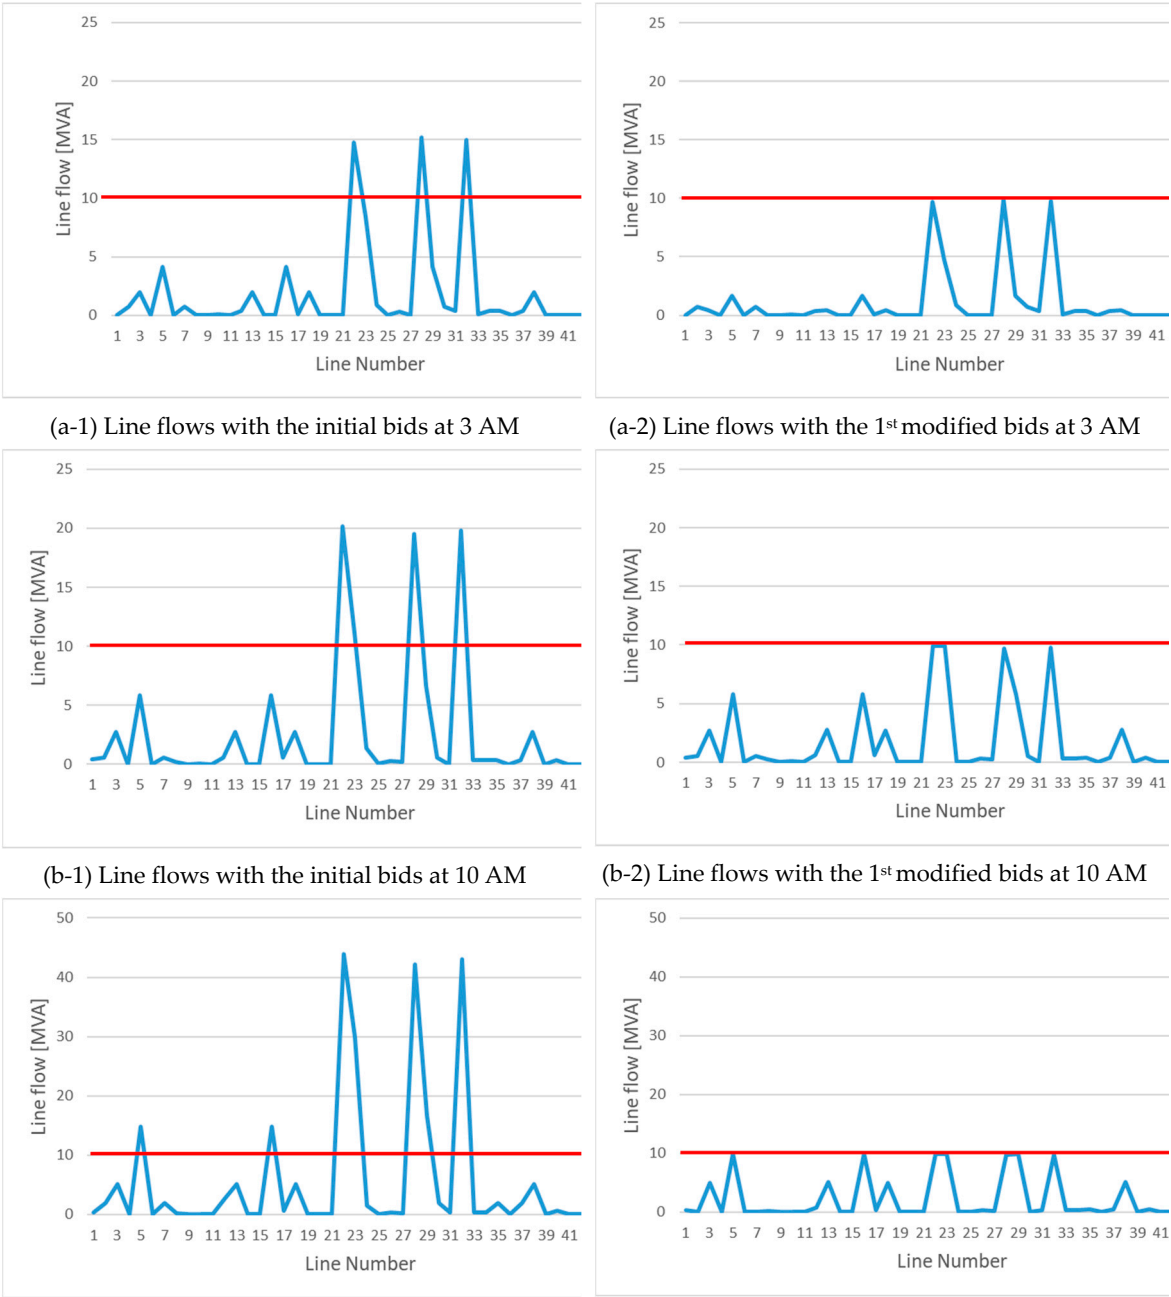 25
20
15
10
5
0
Line flow [MVA]
1 3 5 7 9 11 13 15 17 19 21 23 25 27 29 31 33 35 37 39 41
Line Number
25
20
15
10
5
0
Line flow [MVA]
1 3 5 7 9 11 13 15 17 19 21 23 25 27 29 31 33 35 37 39 41
Line Number
(a-1) Line flows with the initial bids at 3 AM
(a-2) Line flows with the 1st modified bids at 3 AM
25
20
15
10
5
0
Line flow [MVA]
1 3 5 7 9 11 13 15 17 19 21 23 25 27 29 31 33 35 37 39 41
Line Number
25
20
15
10
5
0
Line flow [MVA]
1 3 5 7 9 11 13 15 17 19 21 23 25 27 29 31 33 35 37 39 41
Line Number
(b-1) Line flows with the initial bids at 10 AM
(b-2) Line flows with the 1st modified bids at 10 AM
50
40
30
20
10
0
Line flow [MVA]
1 3 5 7 9 11 13 15 17 19 21 23 25 27 29 31 33 35 37 39 41
Line Number
50
40
30
20
10
0
Line flow [MVA]
1 3 5 7 9 11 13 15 17 19 21 23 25 27 29 31 33 35 37 39 41
Line Number